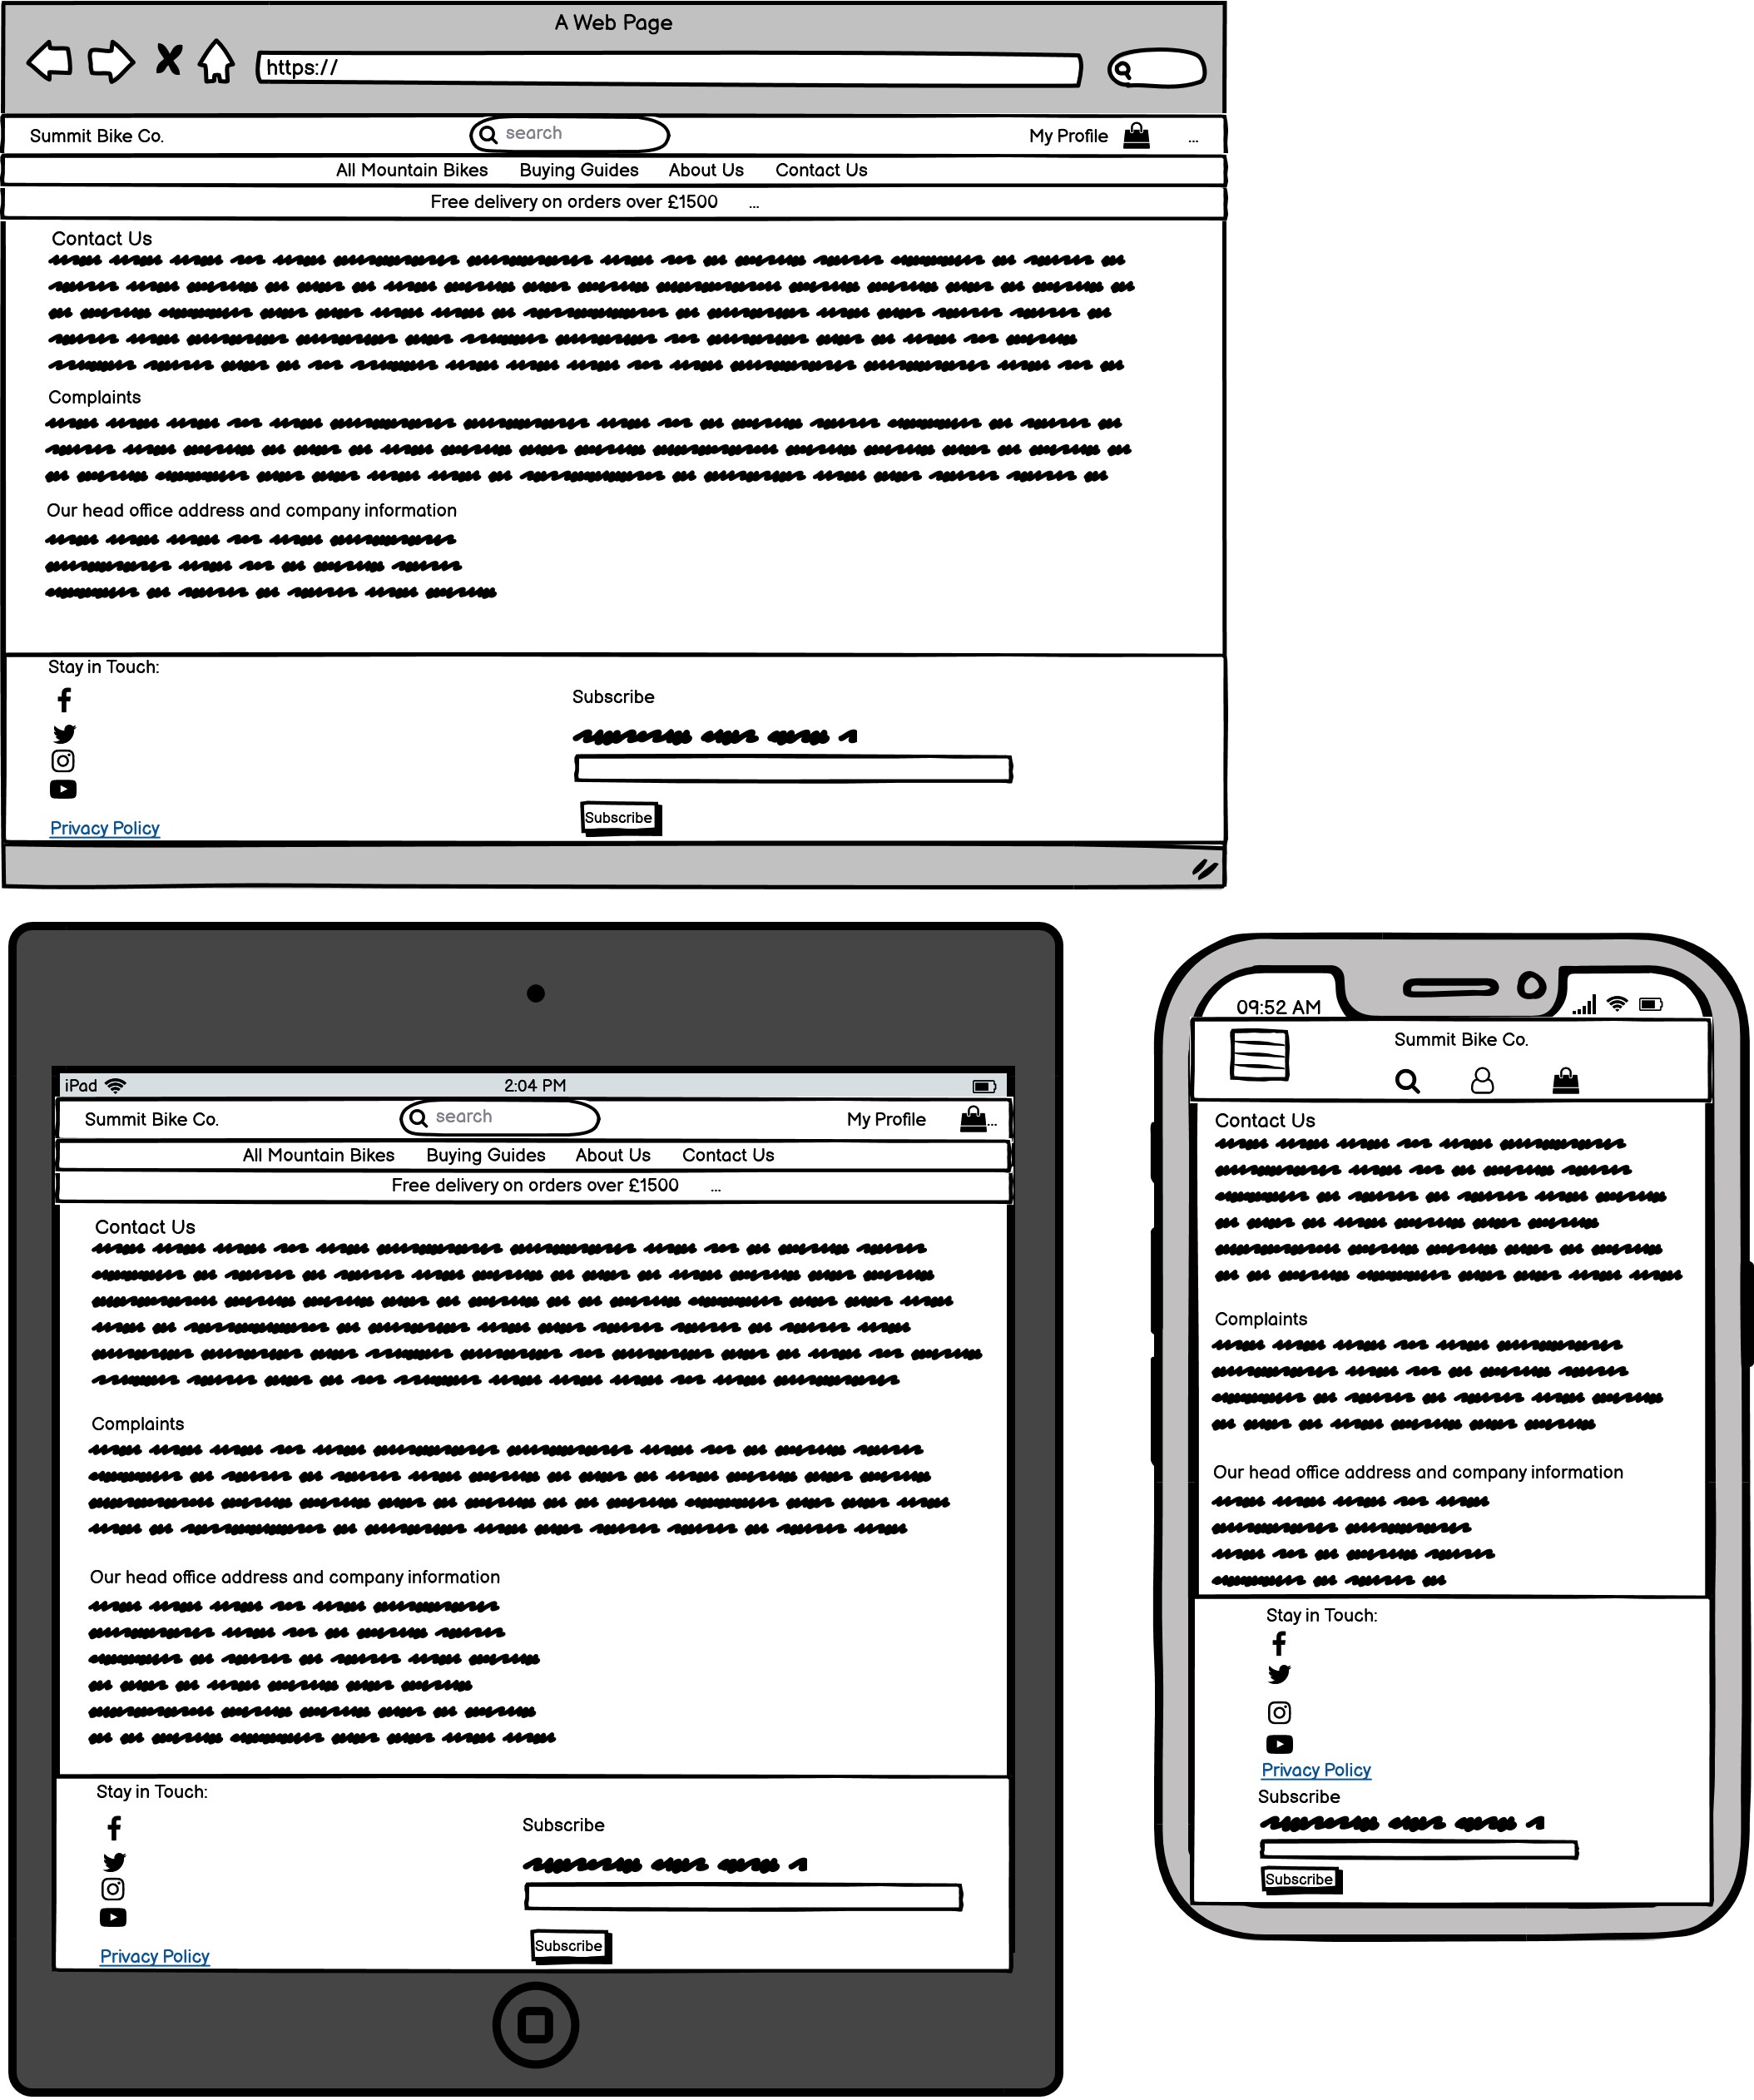 A Web Page
https://
Summit Bike Co.
search
My Profile
...
All Mountain Bikes Buying Guides About Us Contact Us
Free delivery on orders over £1500 ...
Contact Us
Complaints
Our head office address and company information
Stay in Touch:
Subscribe
Subscribe
Privacy Policy
iPad 2:04 PM
Summit Bike Co. search My Profile ...
All Mountain Bikes Buying Guides About Us Contact Us
Free delivery on orders over £1500 ...
Contact Us
Complaints
Our head office address and company information
Stay in Touch:
Subscribe
Subscribe
Privacy Policy
09:52 AM
Summit Bike Co.
Contact Us
Complaints
Our head office address and company information
Stay in Touch:
Privacy Policy
Subscribe
Subscribe